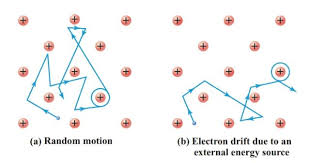 (a) Random motion
(b) Electron drift due to an
external energy source